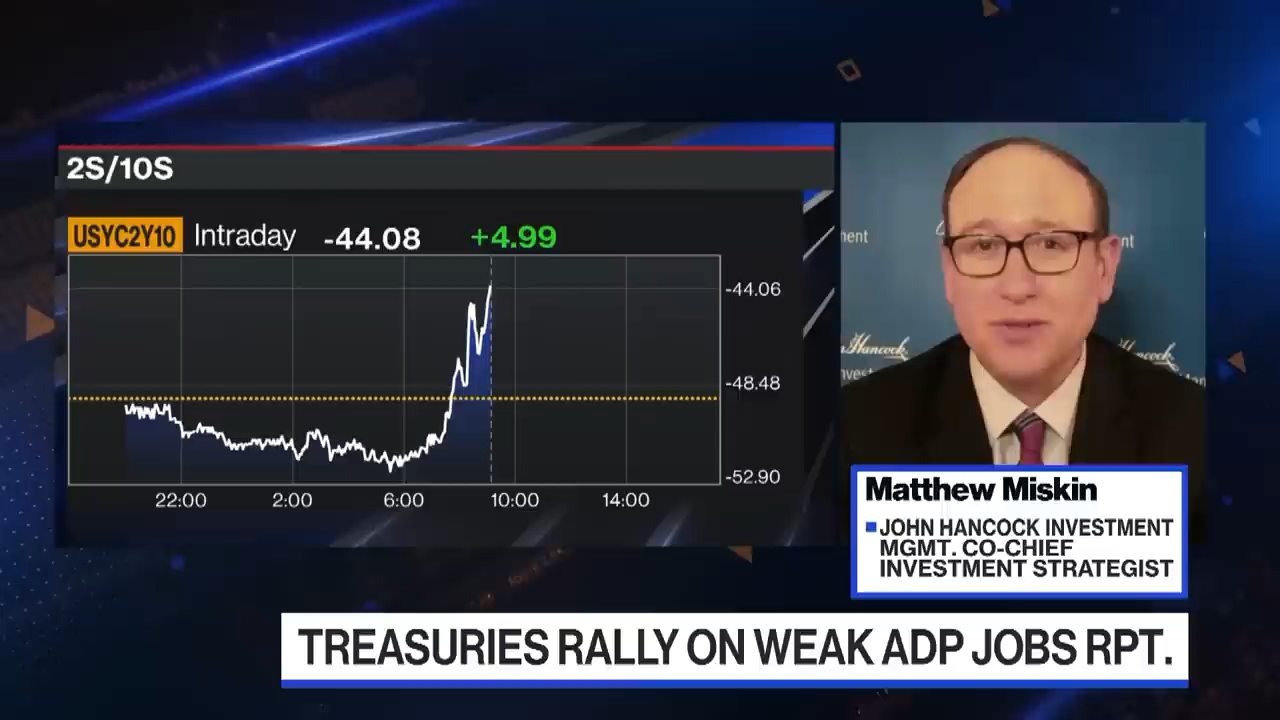 2S/10S
USYC2Y10 Intraday -44.08 +4.99
-44.06
-48.48
-52.90
22:00 2:00 6:00 10:00 14:00
Hancock
Hancock
Matthew Miskin
JOHN HANCOCK INVESTMENT
MGMT. CO-CHIEF
INVESTMENT STRATEGIST
TREASURIES RALLY ON WEAK ADP JOBS RPT.